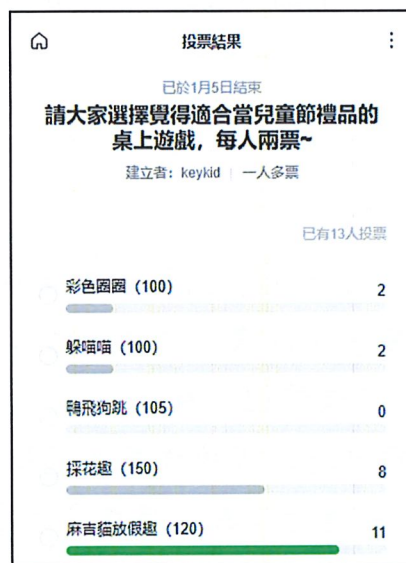 投票結果
已於1月5日結束
請大家選擇覺得適合當兒童節禮品的
桌上遊戲，每人兩票~
建立者：keykid 一人多票
已有13人投票
彩色圈圈（100） 2
躲喵喵（100） 2
鴨飛狗跳（105） 0
採花趣（150） 8
麻吉貓放假趣（120） 11